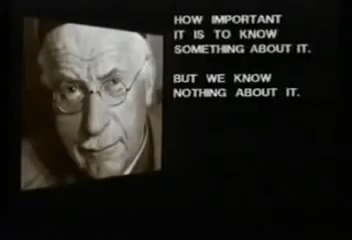 HOW IMPORTANT
IT IS TO KNOW
SOMETHING ABOUT IT.
BUT WE KNOW
NOTHING ABOUT IT.